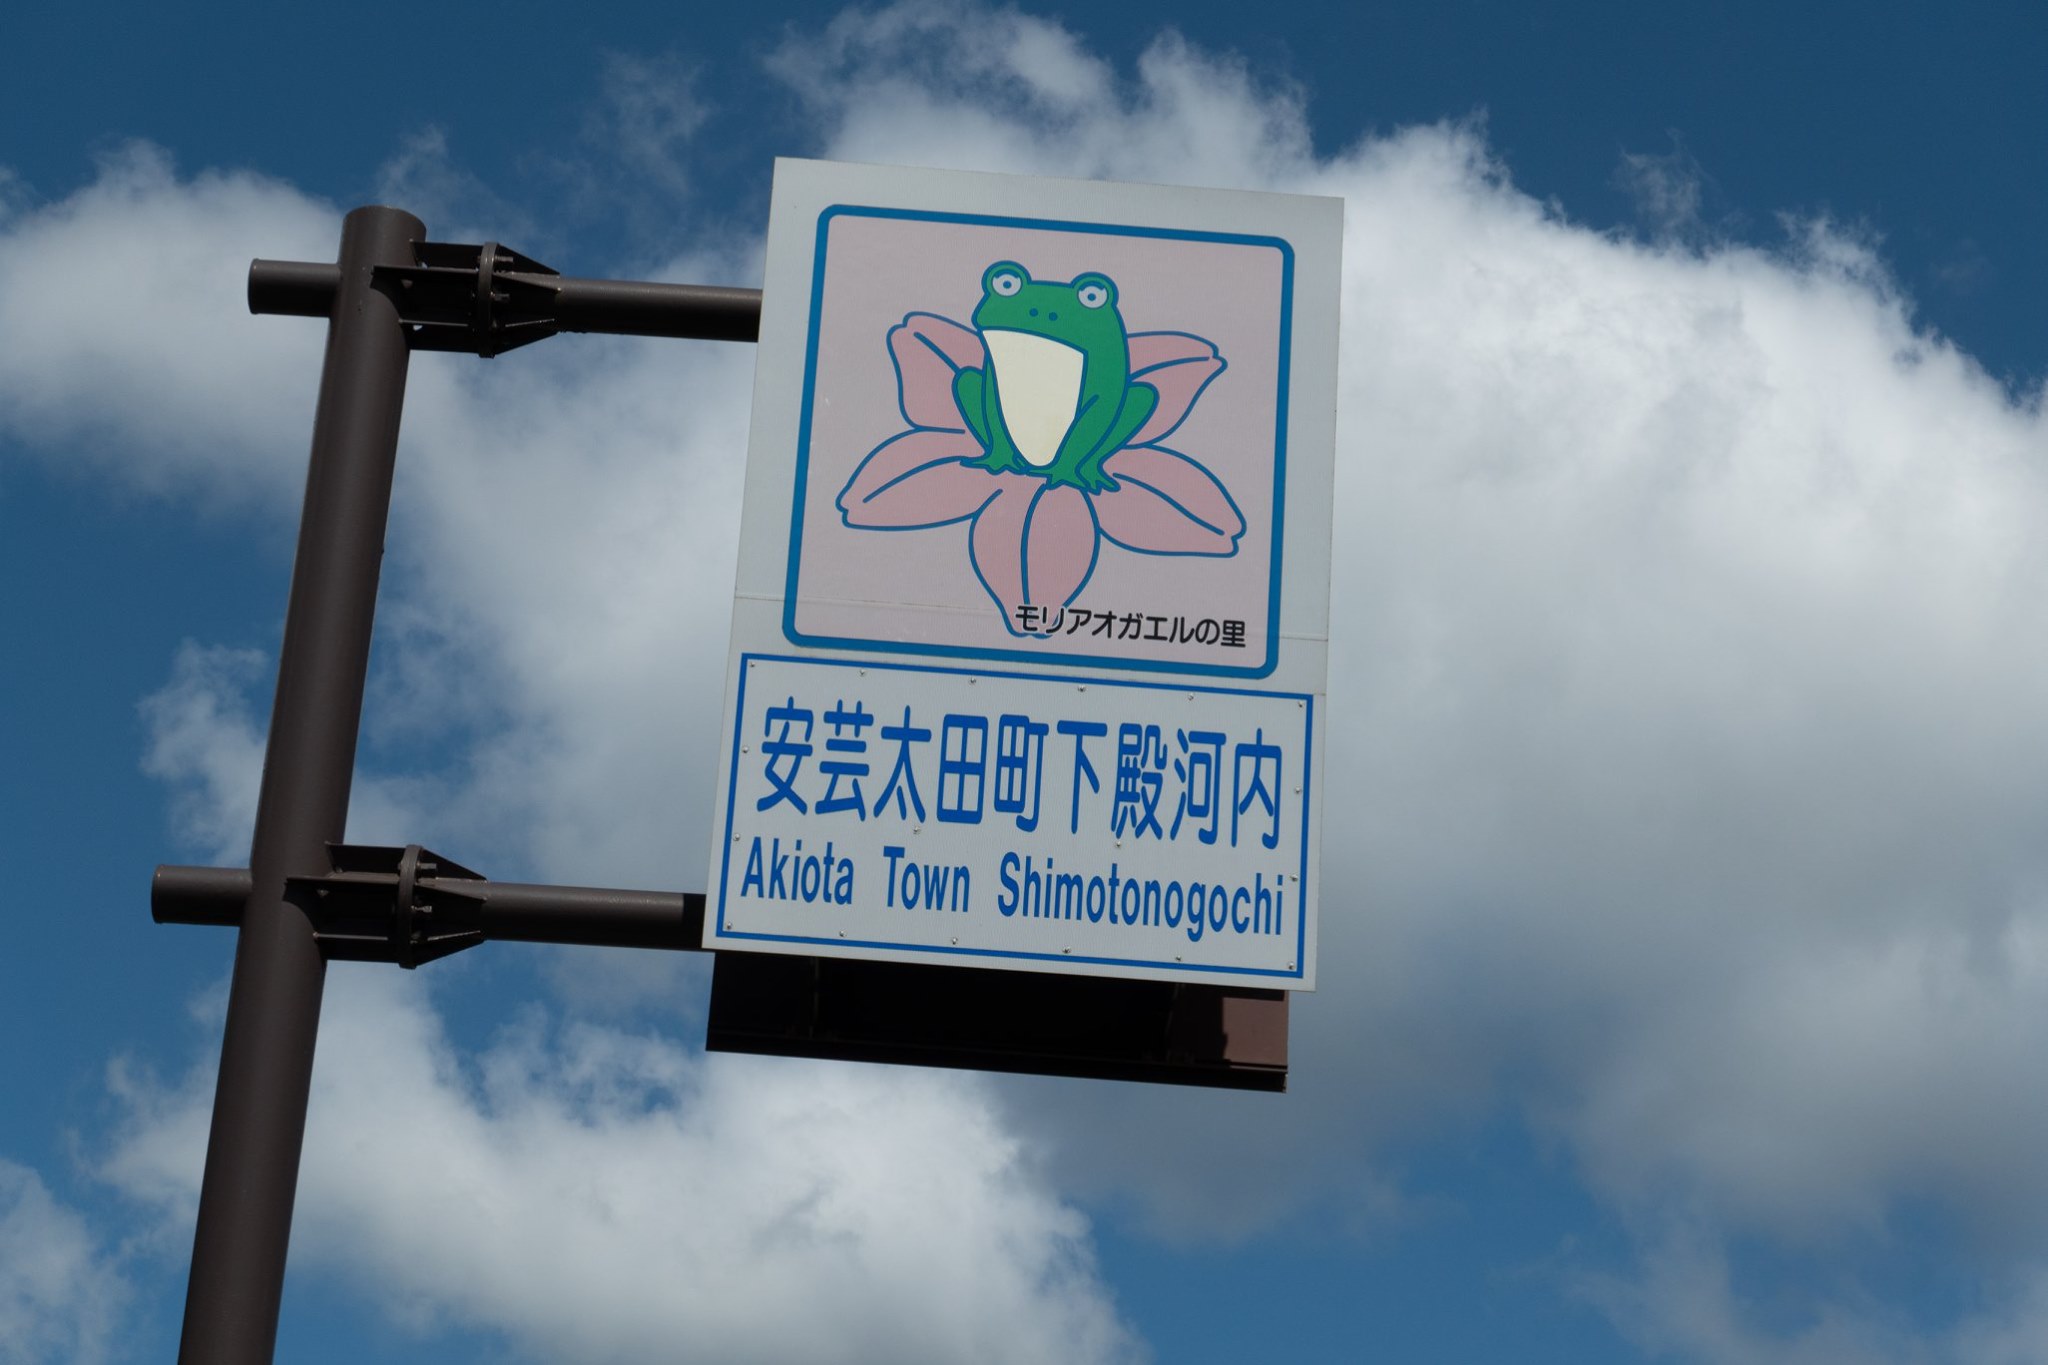 モリアオガエルの里
安芸太田町下殿河内
Akiota Town Shimotonogochi